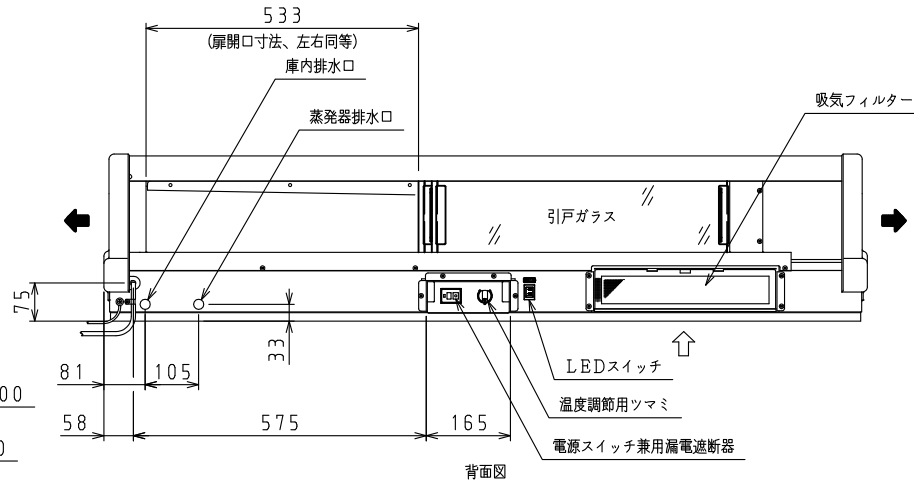 533
(扉開口寸法、左右同等)
庫内排水口
蒸発器排水口
吸気フィルター
引戸ガラス
75
33
81
105
00
58
575
165
0
LEDスイッチ
温度調節用ツマミ
電源スイッチ兼用漏電遮断器
背面図